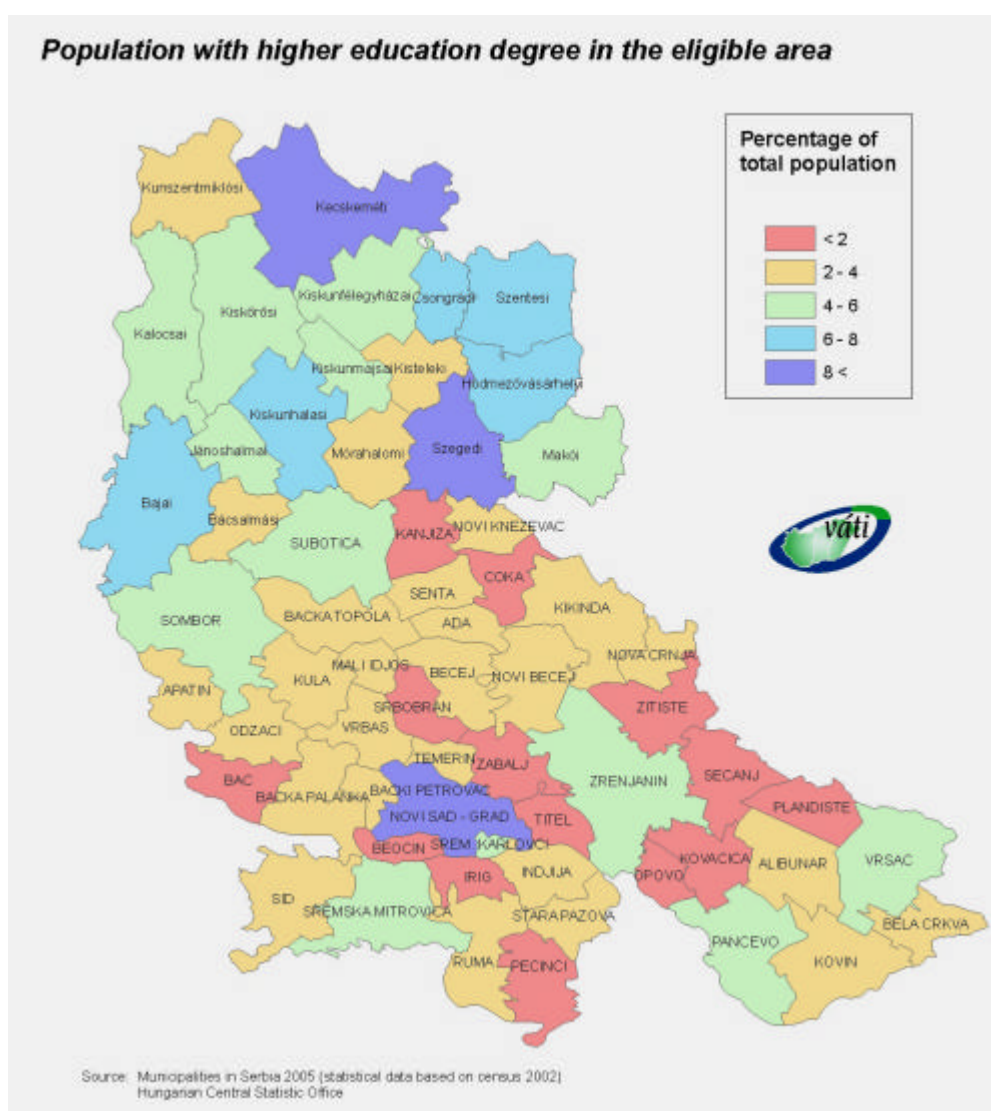 Population with higher education degree in the eligible area
Percentage of
total population
< 2
2 - 4
4 - 6
6 - 8
8 <
Kunszentmiklósi
Kecskeméti
Kiskunfélegyházai
Csongrádi
Szentesi
Kiskőrösi
Kalocsai
Kiskunmajsai
Kisteleki
Hódmezővásárhelyi
Kiskunhalasi
Jánoshalmai
Mórahalomi
Szegedi
Makói
Bajai
Bácsalmási
váti
SUBOTICA
KANJIZA
NOVI KNEZEVAC
COKA
SENTA
KIKINDA
SOMBOR
BACKA TOPOLA
ADA
NOVA CRNJA
MALI IDJOS
BECEJ
NOVI BECEJ
APATIN
KULA
SRBOBRAN
ZITISTE
ODZACI
VRBAS
TEMERIN
ZABALJ
ZRENJANIN
SECANJ
BAC
BACKA PALANKA
BACKI PETROVAC
PLANDISTE
NOVI SAD - GRAD
TITEL
BEOCIN
SREM. KARLOVCI
KOVACICA
ALIBUNAR
VRSAC
IRIG
INDJIJA
OPOVO
SID
SREMSKA MITROVICA
STARA PAZOVA
BELA CRKVA
PANCEVO
RUMA
PECINCI
KOVIN
Source: Municipalities in Serbia 2005 (statistical data based on census 2002)
Hungarian Central Statistic Office